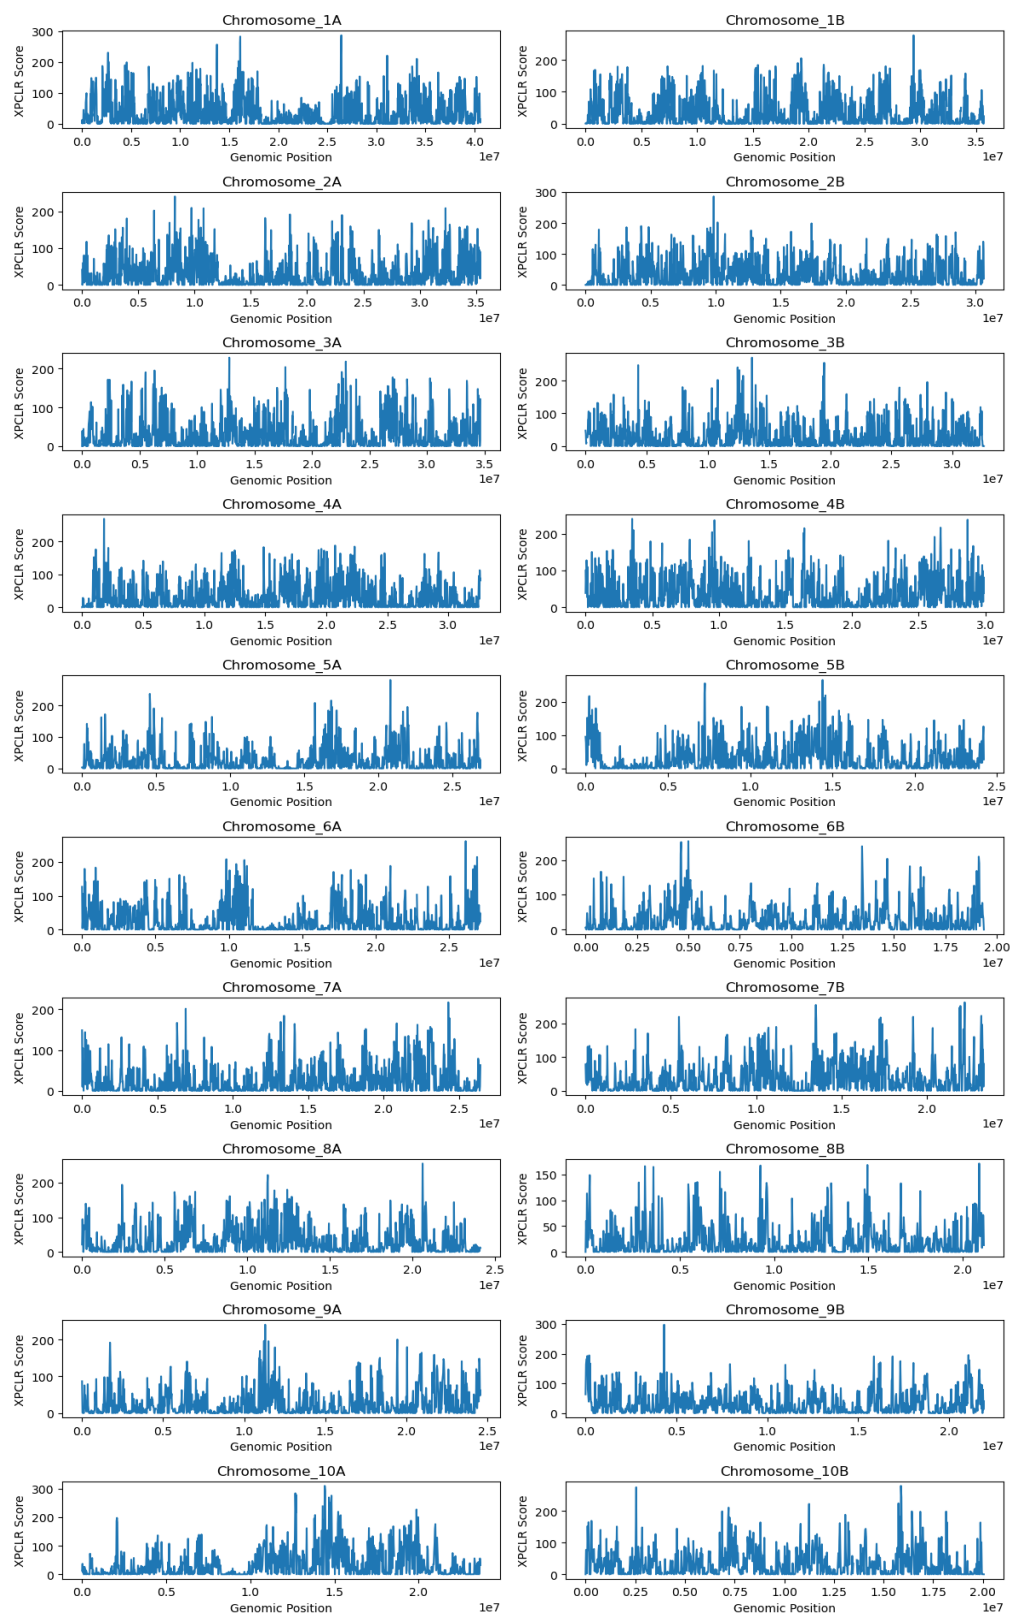 Chromosome_1A
XPCLR Score
300
200
100
0
0.0 0.5 1.0 1.5 2.0 2.5 3.0 3.5 4.0
1e7
Genomic Position
Chromosome_1B
XPCLR Score
200
100
0
0.0 0.5 1.0 1.5 2.0 2.5 3.0 3.5
1e7
Genomic Position
Chromosome_2A
XPCLR Score
200
100
0
0.0 0.5 1.0 1.5 2.0 2.5 3.0 3.5
1e7
Genomic Position
Chromosome_2B
XPCLR Score
300
200
100
0
0.0 0.5 1.0 1.5 2.0 2.5 3.0
1e7
Genomic Position
Chromosome_3A
XPCLR Score
200
100
0
0.0 0.5 1.0 1.5 2.0 2.5 3.0 3.5
1e7
Genomic Position
Chromosome_3B
XPCLR Score
200
100
0
0.0 0.5 1.0 1.5 2.0 2.5 3.0
1e7
Genomic Position
Chromosome_4A
XPCLR Score
200
100
0
0.0 0.5 1.0 1.5 2.0 2.5 3.0
1e7
Genomic Position
Chromosome_4B
XPCLR Score
200
100
0
0.0 0.5 1.0 1.5 2.0 2.5 3.0
1e7
Genomic Position
Chromosome_5A
XPCLR Score
200
100
0
0.0 0.5 1.0 1.5 2.0 2.5
1e7
Genomic Position
Chromosome_5B
XPCLR Score
200
100
0
0.0 0.5 1.0 1.5 2.0 2.5
1e7
Genomic Position
Chromosome_6A
XPCLR Score
200
100
0
0.0 0.5 1.0 1.5 2.0 2.5
1e7
Genomic Position
Chromosome_6B
XPCLR Score
200
100
0
0.00 0.25 0.50 0.75 1.00 1.25 1.50 1.75 2.00
1e7
Genomic Position
Chromosome_7A
XPCLR Score
200
100
0
0.0 0.5 1.0 1.5 2.0 2.5
1e7
Genomic Position
Chromosome_7B
XPCLR Score
200
100
0
0.0 0.5 1.0 1.5 2.0
1e7
Genomic Position
Chromosome_8A
XPCLR Score
200
100
0
0.0 0.5 1.0 1.5 2.0 2.5
1e7
Genomic Position
Chromosome_8B
XPCLR Score
150
100
50
0
0.0 0.5 1.0 1.5 2.0
1e7
Genomic Position
Chromosome_9A
XPCLR Score
200
100
0
0.0 0.5 1.0 1.5 2.0 2.5
1e7
Genomic Position
Chromosome_9B
XPCLR Score
300
200
100
0
0.0 0.5 1.0 1.5 2.0
1e7
Genomic Position
Chromosome_10A
XPCLR Score
300
200
100
0
0.0 0.5 1.0 1.5 2.0
1e7
Genomic Position
Chromosome_10B
XPCLR Score
200
100
0
0.00 0.25 0.50 0.75 1.00 1.25 1.50 1.75 2.00
1e7
Genomic Position